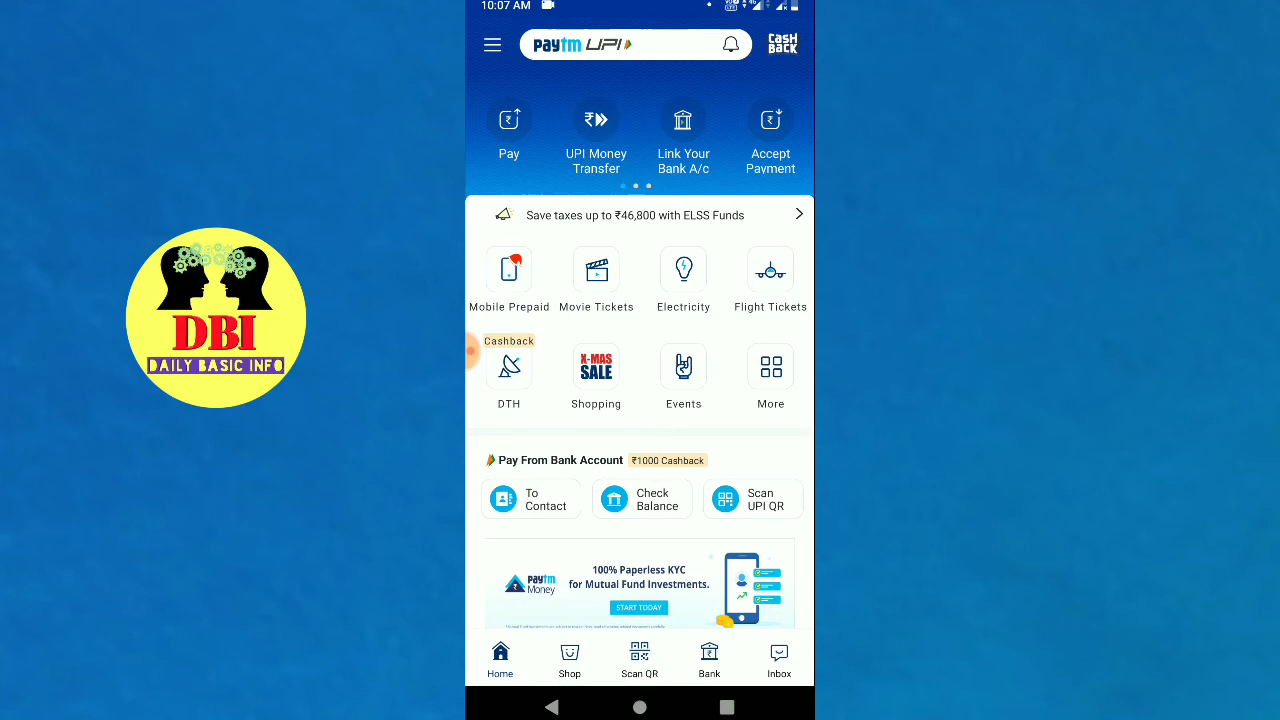 10:07 AM
paytm UPI
CASH
BACK
Pay
UPI Money
Transfer
Link Your
Bank A/c
Accept
Payment
Save taxes up to ₹46,800 with ELSS Funds
Mobile Prepaid
Movie Tickets
Electricity
Flight Tickets
Cashback
DTH
X-MAS
SALE
Shopping
Events
More
Pay From Bank Account
₹1000 Cashback
To
Contact
Check
Balance
Scan
UPI QR
paytm
Money
100% Paperless KYC
for Mutual Fund Investments.
START TODAY
Home
Shop
Scan QR
Bank
Inbox
DBI
DAILY BASIC INFO